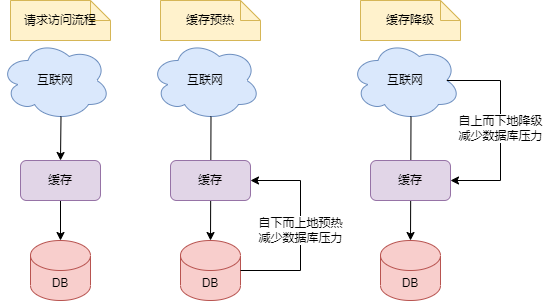 请求访问流程
缓存预热
缓存降级
互联网
互联网
互联网
自上而下地降级
减少数据库压力
缓存
缓存
缓存
自下而上地预热
减少数据库压力
DB
DB
DB